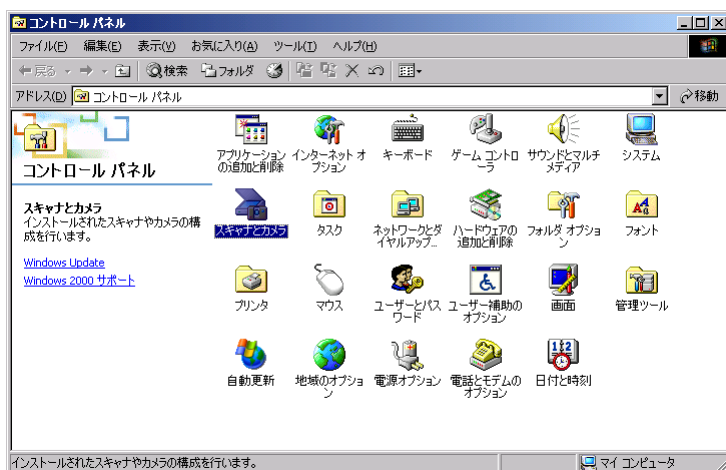 コントロール パネル
ファイル(F) 編集(E) 表示(V) お気に入り(A) ツール(T) ヘルプ(H)
戻る 検索 フォルダ
アドレス(D) コントロール パネル 移動
コントロール パネル
スキャナとカメラ
インストールされたスキャナやカメラの構
成を行います。
Windows Update
Windows 2000 サポート
アプリケーション
の追加と削除
インターネット オ
プション
キーボード
ゲーム コントロ
ーラ
サウンドとマルチ
メディア
システム
スキャナとカメラ
タスク
ネットワークとダ
イヤルアップ...
ハードウェアの
追加と削除
フォルダ オプショ
ン
フォント
プリンタ
マウス
ユーザーとパス
ワード
ユーザー補助の
オプション
画面
管理ツール
自動更新
地域のオプショ
ン
電源オプション
電話とモデムの
オプション
日付と時刻
インストールされたスキャナやカメラの構成を行います。
マイ コンピュータ